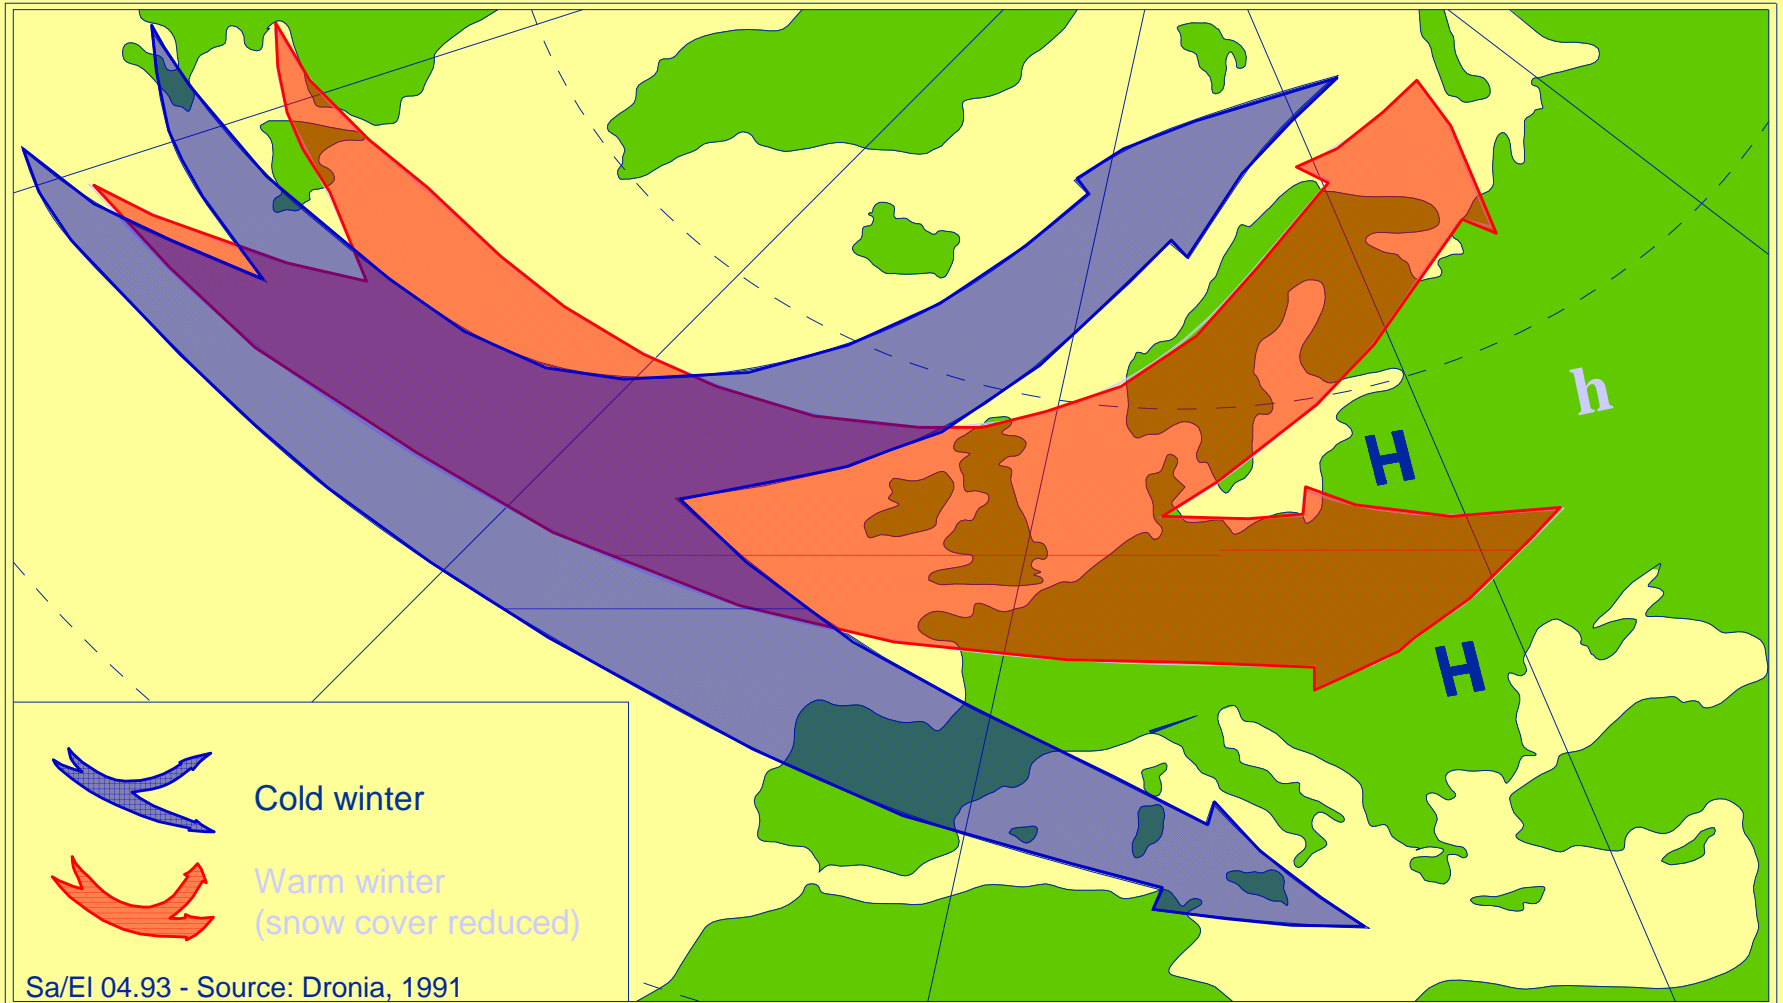 h
H
H
Cold winter
Warm winter
(snow cover reduced)
Sa/El 04.93 - Source: Dronia, 1991